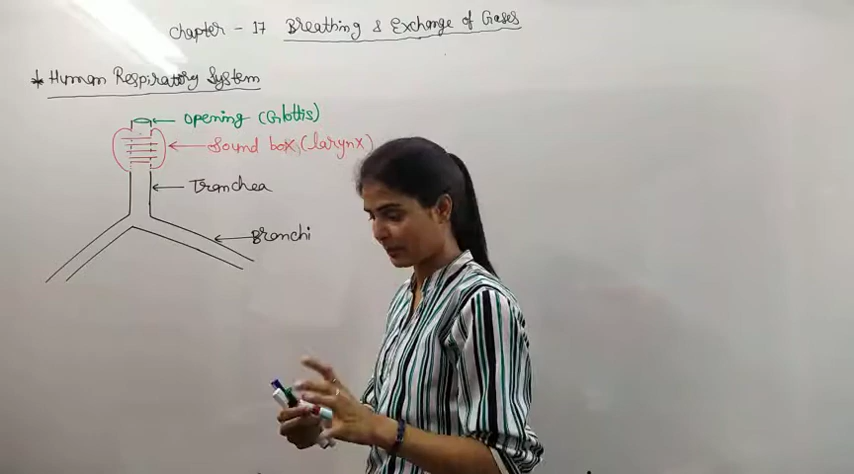 Chapter - 17 Breathing & Exchange of Gases
* Human Respiratory System
Opening (Glottis)
Sound box (larynx)
Trachea
Bronchi